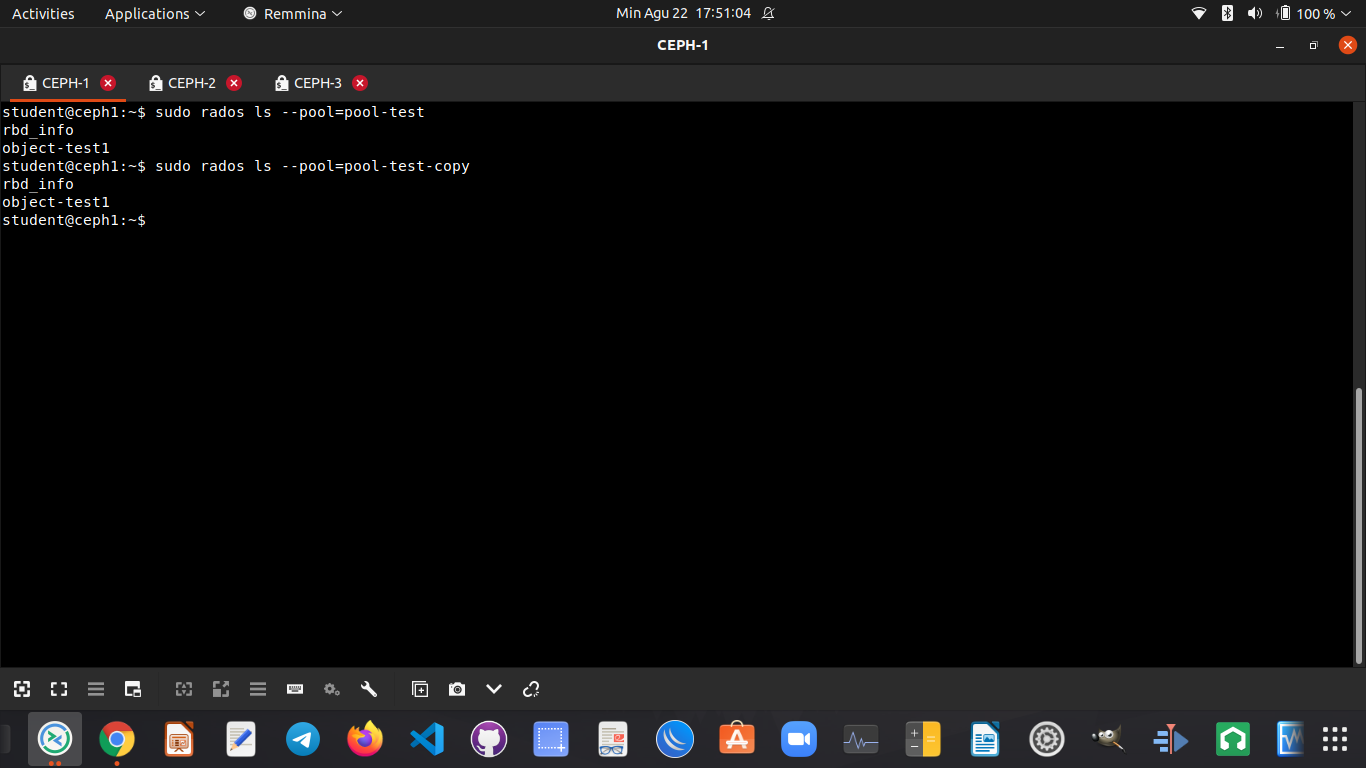 Activities Applications Remmina Min Agu 22 17:51:04 100 %
CEPH-1
CEPH-1 CEPH-2 CEPH-3
student@ceph1:~$ sudo rados ls --pool=pool-test
rbd_info
object-test1
student@ceph1:~$ sudo rados ls --pool=pool-test-copy
rbd_info
object-test1
student@ceph1:~$